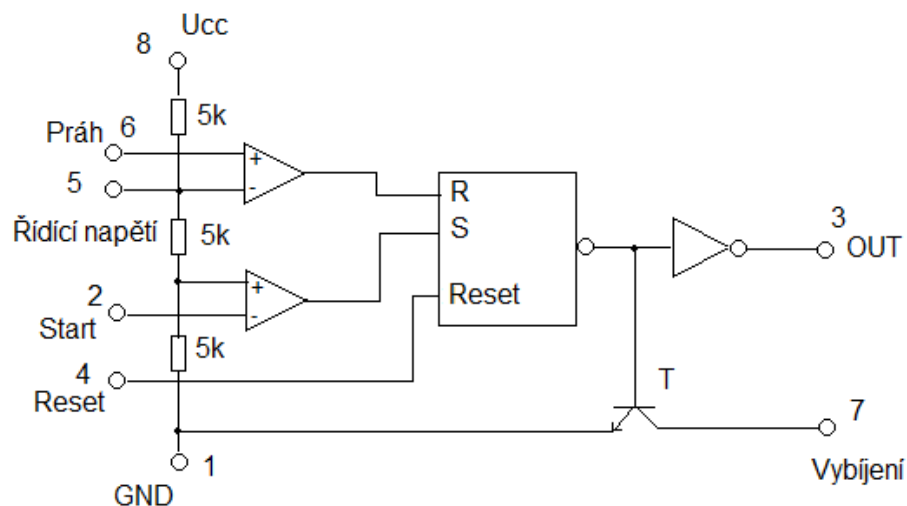 Ucc
8
5k
Práh
6
+
-
5
Řídící napětí
5k
R
S
Reset
3
OUT
2
Start
+
-
5k
4
Reset
T
7
Vybíjení
1
GND